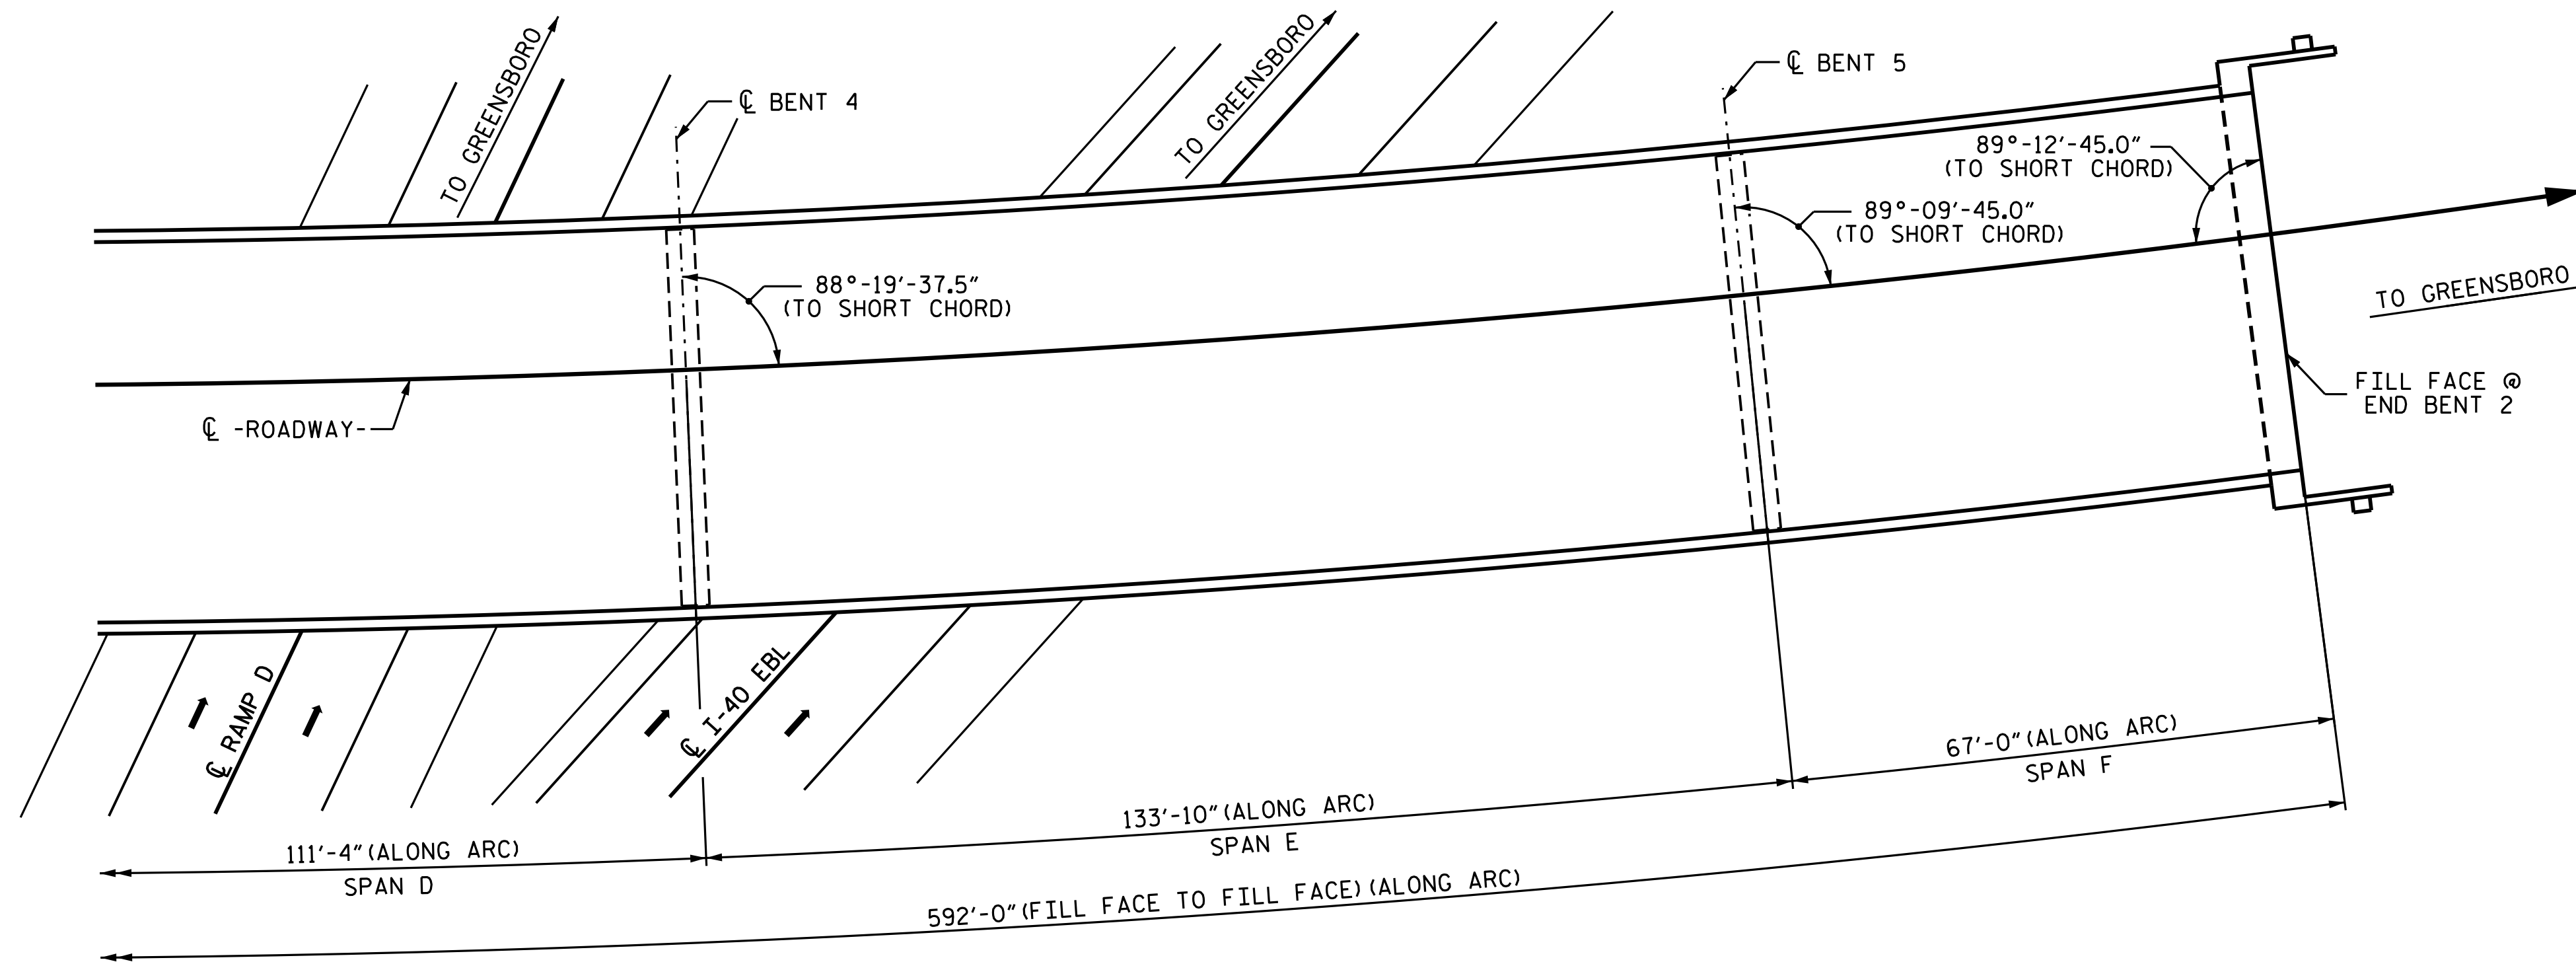 TO GREENSBORO
℄ BENT 4
TO GREENSBORO
℄ BENT 5
89°-12'-45.0"
(TO SHORT CHORD)
89°-09'-45.0"
(TO SHORT CHORD)
88°-19'-37.5"
(TO SHORT CHORD)
TO GREENSBORO
℄ -ROADWAY-
FILL FACE @
END BENT 2
℄ RAMP D
℄ I-40 EBL
67'-0" (ALONG ARC)
SPAN F
133'-10" (ALONG ARC)
SPAN E
111'-4" (ALONG ARC)
SPAN D
592'-0" (FILL FACE TO FILL FACE) (ALONG ARC)